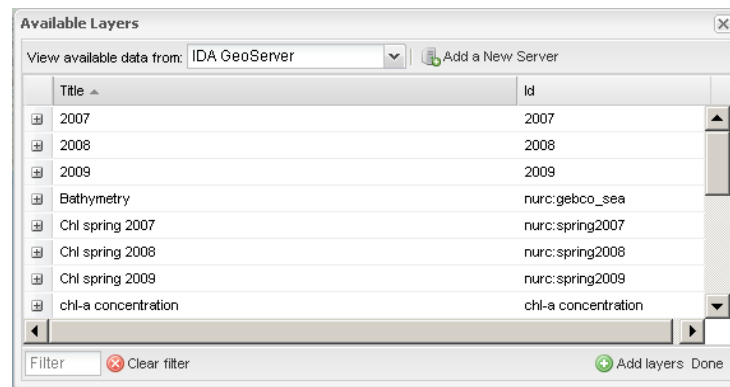 Available Layers
View available data from: IDA GeoServer Add a New Server
Title Id
2007 2007
2008 2008
2009 2009
Bathymetry nurc:gebco_sea
Chl spring 2007 nurc:spring2007
Chl spring 2008 nurc:spring2008
Chl spring 2009 nurc:spring2009
chl-a concentration chl-a concentration
Filter Clear filter Add layers Done